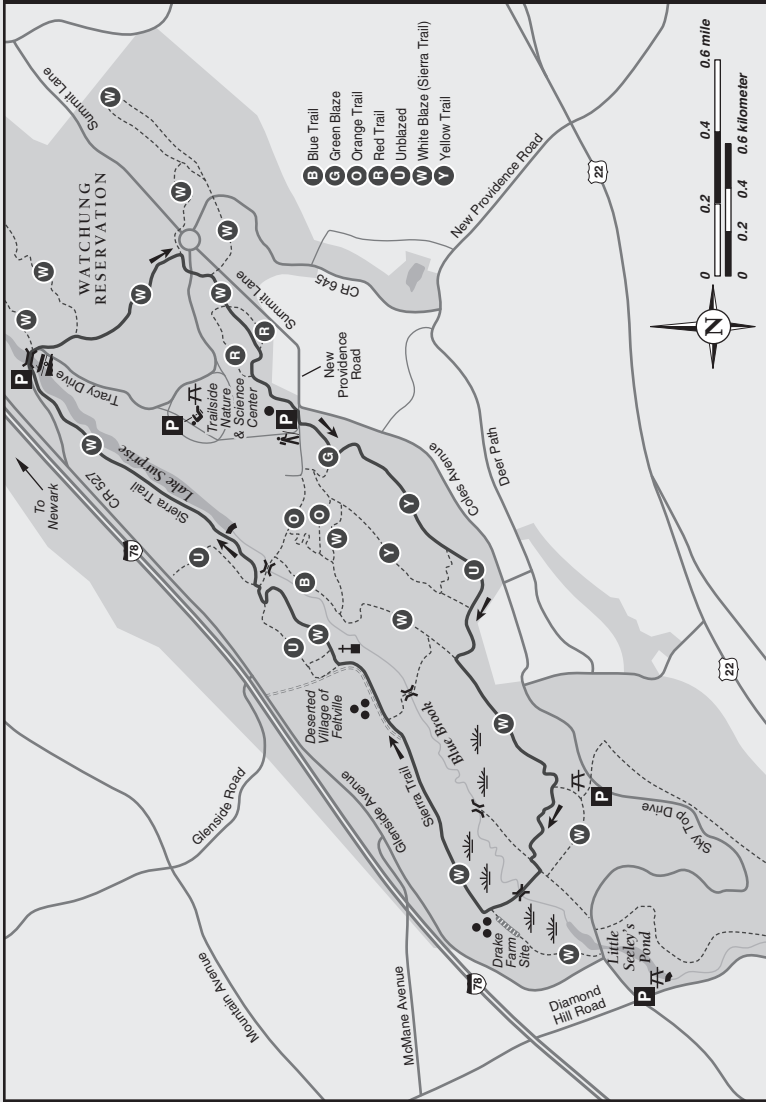 Summit Lane
W
W
W
W
W
W
W
WATCHUNG
RESERVATION
P
Tracy Drive
To
Newark
78
CR 527
Lake Surprise
Sierra Trail
W
P
Trailside
Nature
& Science
Center
R
R
Summit Lane
CR 645
P
New
Providence
Road
G
B Blue Trail
G Green Blaze
O Orange Trail
R Red Trail
U Unblazed
W White Blaze (Sierra Trail)
Y Yellow Trail
New Providence Road
22
0 0.2 0.4 0.6 mile
0 0.2 0.4 0.6 kilometer
N
U
O
O
W
B
Y
Y
U
Coles Avenue
Deer Path
W
U
W
Deserted
Village of
Feltville
Glenside Road
Glenside Avenue
Sierra Trail
Blue Brook
W
22
P
W
Sky Top Drive
W
Drake
Farm
Site
W
Little
Seeley's
Pond
P
Diamond
Hill Road
78
McMane Avenue
Mountain Avenue